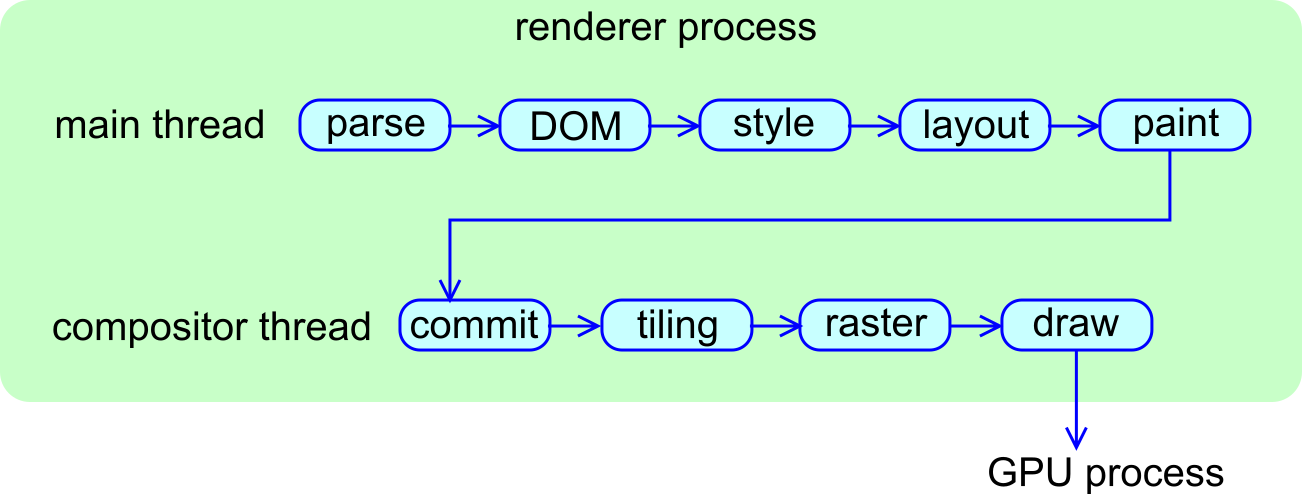 renderer process
main thread parse DOM style layout paint
compositor thread commit tiling raster draw
GPU process